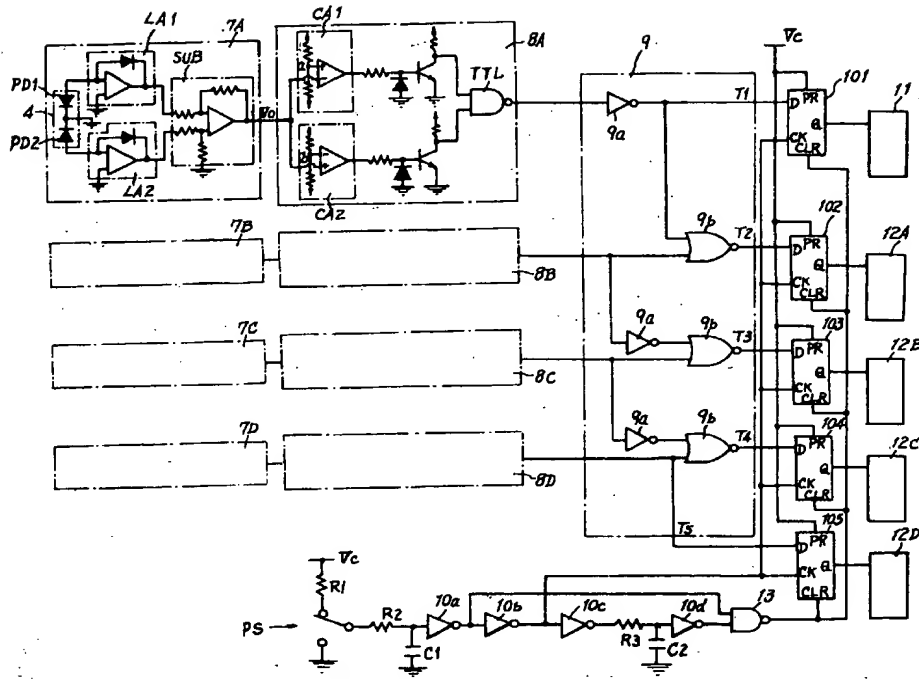 LA1
7A
CA1
8A
SUB
PD1
4
PD2
LA2
Vo
TTL
CA2
9
9a
T1
Vc
101
D
PR
Q
CK
CLR
11
7B
8B
9b
T2
102
D
PR
Q
CK
CLR
12A
7C
8C
9a
9b
T3
103
D
PR
Q
CK
CLR
12B
7D
8D
9a
9b
T4
104
D
PR
Q
CK
CLR
12C
T5
105
D
PR
Q
CK
CLR
12D
Vc
R1
PS
R2
10a
C1
10b
10c
R3
C2
10d
13